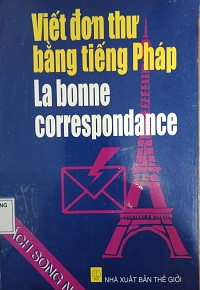 Viết đơn thư
bằng tiếng Pháp
La bonne
correspondance
NHÀ XUẤT BẢN THẾ GIỚI